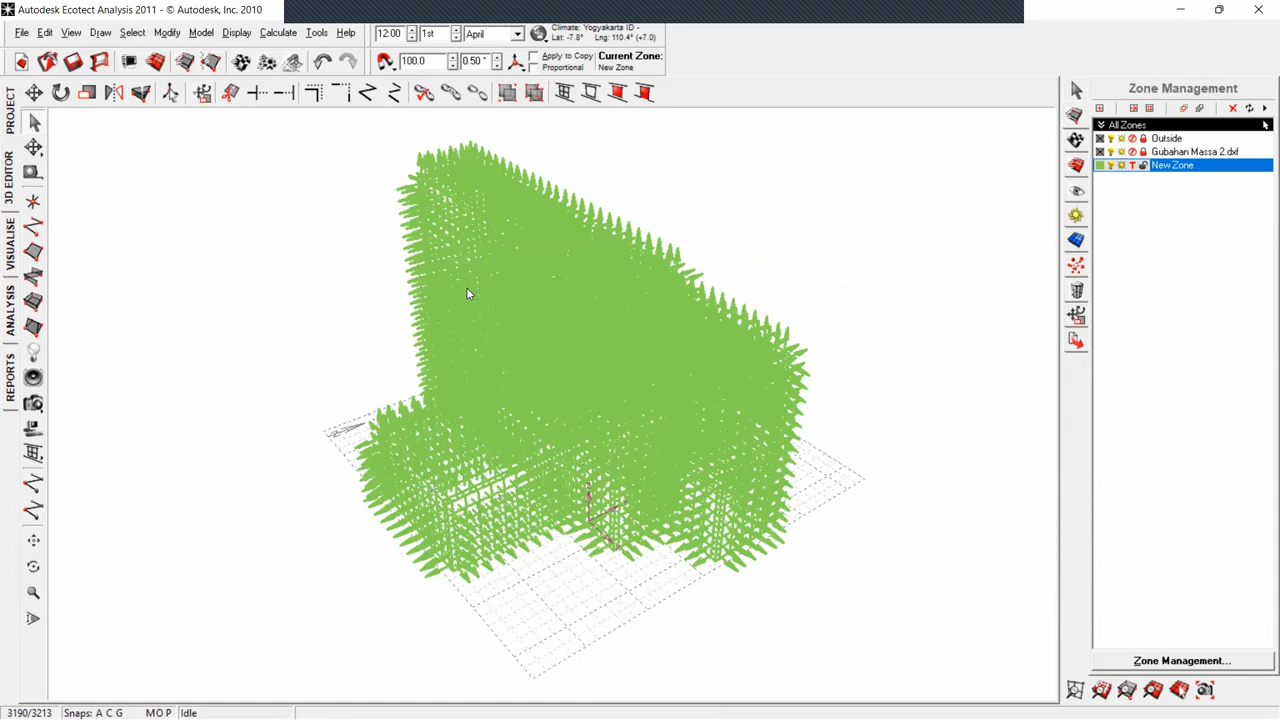 Autodesk Ecotect Analysis 2011 - © Autodesk, Inc. 2010
File Edit View Draw Select Modify Model Display Calculate Tools Help
12:00 1st April
Climate: Yogyakarta ID -
Lat: -7.8° Lng: 110.4° (+7.0)
100.0 0.50 °
Apply to Copy
Proportional
Current Zone:
New Zone
PROJECT
3D EDITOR
VISUALISE
ANALYSIS
REPORTS
Zone Management
All Zones
Outside
Gubahan Massa 2.dxf
T New Zone
Zone Management...
3190/3213 Snaps: A C G MO P Idle